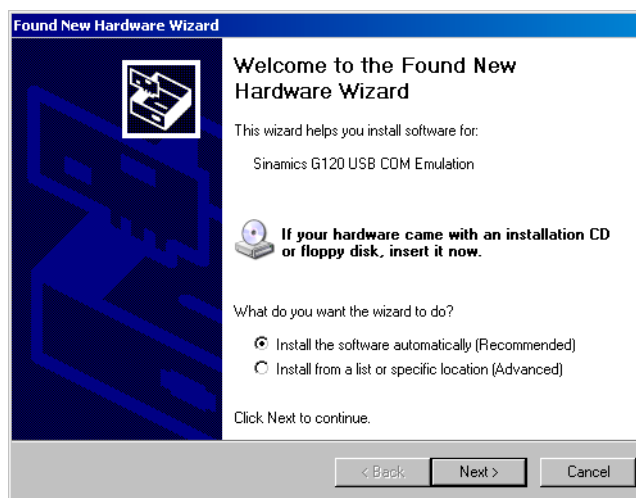 Found New Hardware Wizard
Welcome to the Found New
Hardware Wizard
This wizard helps you install software for:
Sinamics G120 USB COM Emulation
If your hardware came with an installation CD
or floppy disk, insert it now.
What do you want the wizard to do?
Install the software automatically (Recommended)
Install from a list or specific location (Advanced)
Click Next to continue.
< Back
Next >
Cancel